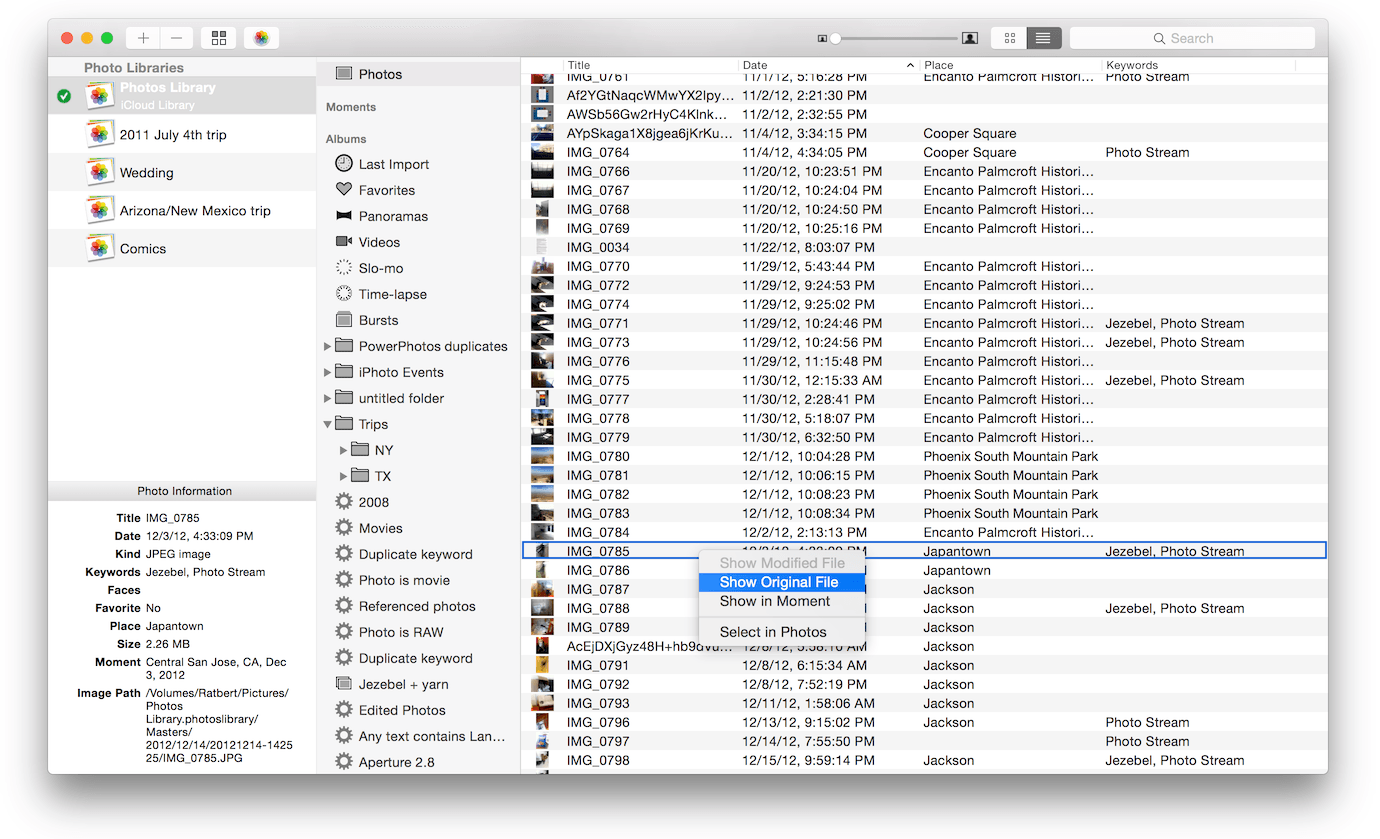 Search
Photo Libraries
Photos Library
iCloud Library
2011 July 4th trip
Wedding
Arizona/New Mexico trip
Comics
Photo Information
Title IMG_0785
Date 12/3/12, 4:33:09 PM
Kind JPEG image
Keywords Jezebel, Photo Stream
Faces
Favorite No
Place Japantown
Size 2.26 MB
Moment Central San Jose, CA, Dec
3, 2012
Image Path /Volumes/Ratbert/Pictures/
Photos
Library.photoslibrary/
Masters/
2012/12/14/20121214-1425
25/IMG_0785.JPG
Photos
Moments
Albums
Last Import
Favorites
Panoramas
Videos
Slo-mo
Time-lapse
Bursts
PowerPhotos duplicates
iPhoto Events
untitled folder
Trips
NY
TX
2008
Movies
Duplicate keyword
Photo is movie
Referenced photos
Photo is RAW
Duplicate keyword
Jezebel + yarn
Edited Photos
Any text contains Lan...
Aperture 2.8
Title Date Place Keywords
IMG_0761 11/1/12, 5:16:28 PM Encanto Palmcroft Histori... Photo Stream
Af2YGtNaqcWMwYX2Ipy... 11/2/12, 2:21:30 PM
AWSb56Gw2rHyC4KInk... 11/2/12, 2:32:55 PM
AYpSkaga1X8jgea6jKrKu... 11/4/12, 3:34:15 PM Cooper Square
IMG_0764 11/4/12, 4:34:05 PM Cooper Square Photo Stream
IMG_0766 11/20/12, 10:23:51 PM Encanto Palmcroft Histori...
IMG_0767 11/20/12, 10:24:04 PM Encanto Palmcroft Histori...
IMG_0768 11/20/12, 10:24:50 PM Encanto Palmcroft Histori...
IMG_0769 11/20/12, 10:25:16 PM Encanto Palmcroft Histori...
IMG_0034 11/22/12, 8:03:07 PM
IMG_0770 11/29/12, 5:43:44 PM Encanto Palmcroft Histori...
IMG_0772 11/29/12, 9:24:53 PM Encanto Palmcroft Histori...
IMG_0774 11/29/12, 9:25:02 PM Encanto Palmcroft Histori...
IMG_0771 11/29/12, 10:24:46 PM Encanto Palmcroft Histori... Jezebel, Photo Stream
IMG_0773 11/29/12, 10:24:56 PM Encanto Palmcroft Histori... Jezebel, Photo Stream
IMG_0776 11/29/12, 11:15:48 PM Encanto Palmcroft Histori...
IMG_0775 11/30/12, 12:15:33 AM Encanto Palmcroft Histori... Jezebel, Photo Stream
IMG_0777 11/30/12, 2:28:41 PM Encanto Palmcroft Histori...
IMG_0778 11/30/12, 5:18:07 PM Encanto Palmcroft Histori...
IMG_0779 11/30/12, 6:32:50 PM Encanto Palmcroft Histori...
IMG_0780 12/1/12, 10:04:28 PM Phoenix South Mountain Park
IMG_0781 12/1/12, 10:06:15 PM Phoenix South Mountain Park
IMG_0782 12/1/12, 10:08:23 PM Phoenix South Mountain Park
IMG_0783 12/1/12, 10:08:34 PM Phoenix South Mountain Park
IMG_0784 12/2/12, 2:13:13 PM Encanto Palmcroft Histori...
IMG_0785 12/3/12, 4:33:09 PM Japantown Jezebel, Photo Stream
IMG_0786 Japantown
IMG_0787 Jackson
IMG_0788 Jackson Jezebel, Photo Stream
IMG_0789 Jackson
12/8/12, 5:58:10 AM Jackson
IMG_0791 12/8/12, 6:15:34 AM Jackson
IMG_0792 12/8/12, 7:52:19 PM Jackson
IMG_0793 12/11/12, 1:58:06 AM Jackson
IMG_0796 12/13/12, 9:15:02 PM Jackson Photo Stream
IMG_0797 12/14/12, 7:55:50 PM Photo Stream
IMG_0798 12/15/12, 9:59:14 PM Jackson Photo Stream
Show Modified File
Show Original File
Show in Moment
Select in Photos